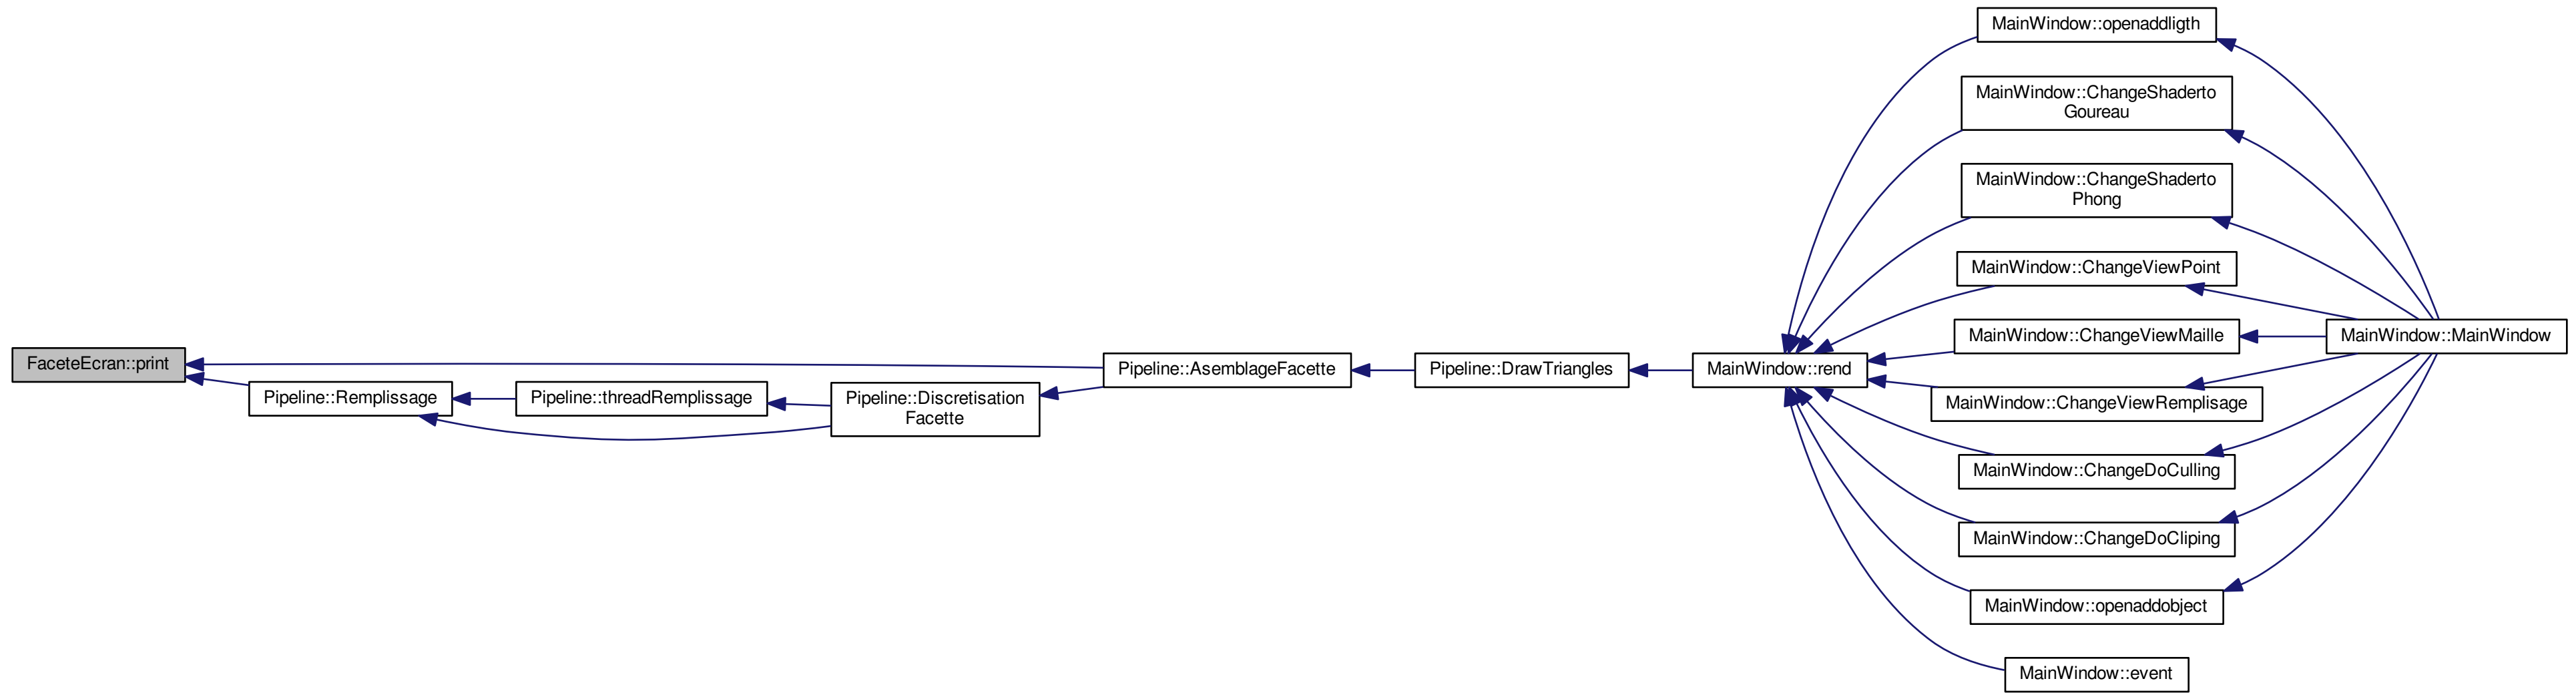 FaceteEcran::print
Pipeline::Remplissage
Pipeline::threadRemplissage
Pipeline::Discretisation
Facette
Pipeline::AsemblageFacette
Pipeline::DrawTriangles
MainWindow::rend
MainWindow::openaddligth
MainWindow::ChangeShaderto
Goureau
MainWindow::ChangeShaderto
Phong
MainWindow::ChangeViewPoint
MainWindow::ChangeViewMaille
MainWindow::ChangeViewRemplisage
MainWindow::ChangeDoCulling
MainWindow::ChangeDoCliping
MainWindow::openaddobject
MainWindow::event
MainWindow::MainWindow